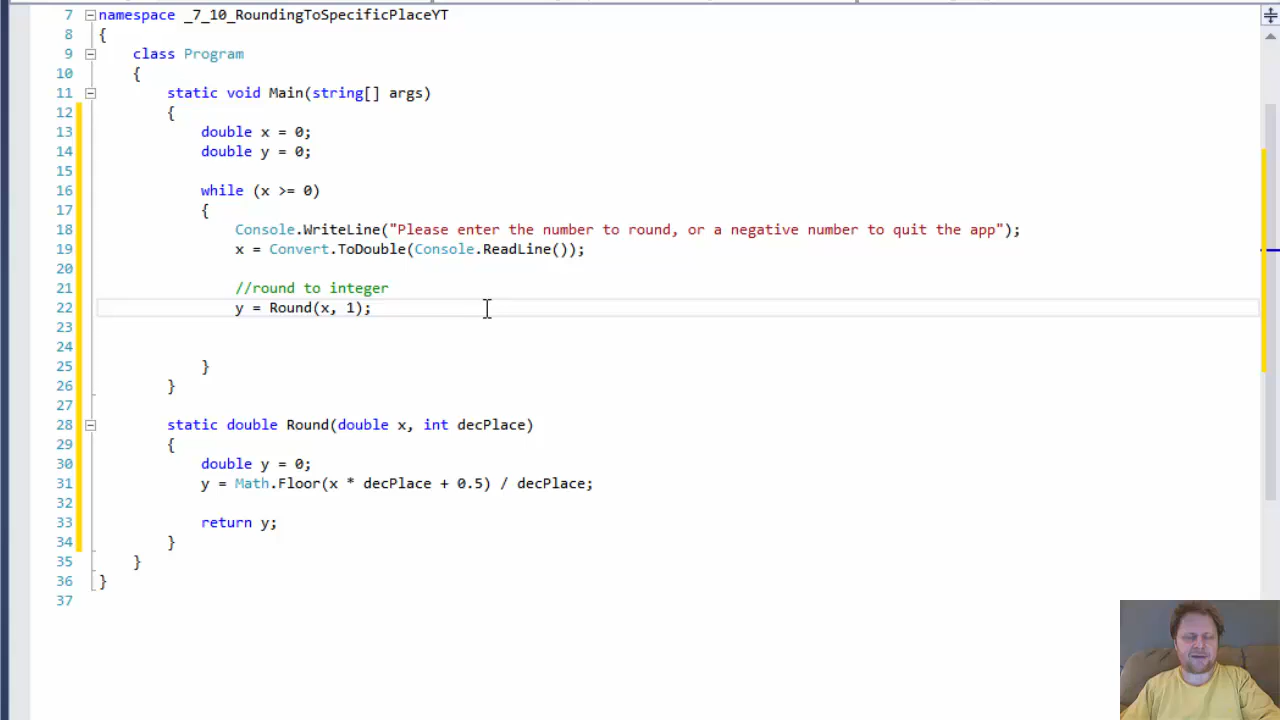 7 namespace _7_10_RoundingToSpecificPlaceYT
8 {
9 class Program
10 {
11 static void Main(string[] args)
12 {
13 double x = 0;
14 double y = 0;
15
16 while (x >= 0)
17 {
18 Console.WriteLine("Please enter the number to round, or a negative number to quit the app");
19 x = Convert.ToDouble(Console.ReadLine());
20
21 //round to integer
22 y = Round(x, 1);
23
24
25 }
26 }
27
28 static double Round(double x, int decPlace)
29 {
30 double y = 0;
31 y = Math.Floor(x * decPlace + 0.5) / decPlace;
32
33 return y;
34 }
35 }
36 }
37